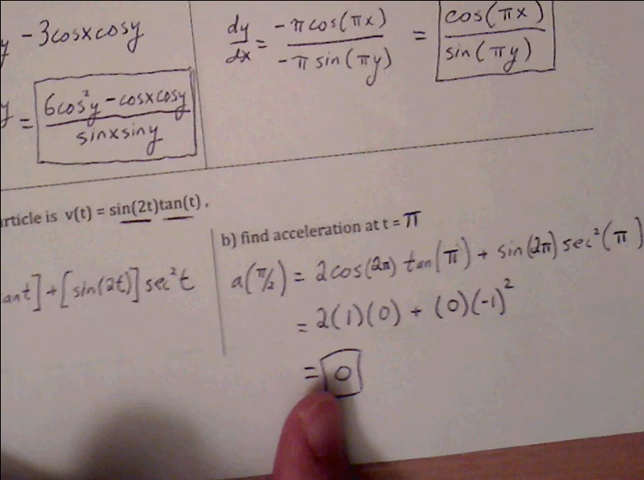 y - 3cosxcosy
y = 6cos²y - cosxcosy / sinxsiny
dy/dx = -πcos(πx) / -πsin(πy) = cos(πx) / sin(πy)
rticle is v(t) = sin(2t)tan(t),
ant] + [sin(2t)] sec²t
b) find acceleration at t = π
a(π/2) = 2cos(2π) tan(π) + sin(2π) sec²(π)
= 2(1)(0) + (0)(-1)²
= 0